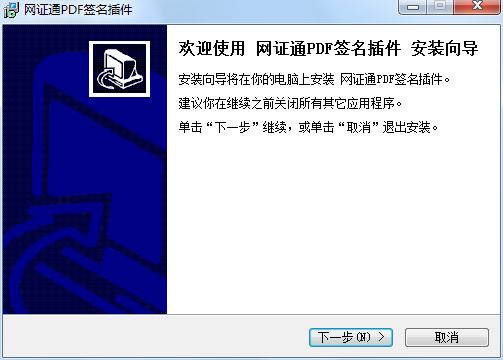 网证通PDF签名插件
欢迎使用 网证通PDF签名插件 安装向导
安装向导将在你的电脑上安装 网证通PDF签名插件。
建议你在继续之前关闭所有其它应用程序。
单击“下一步”继续，或单击“取消”退出安装。
下一步(N) >
取消